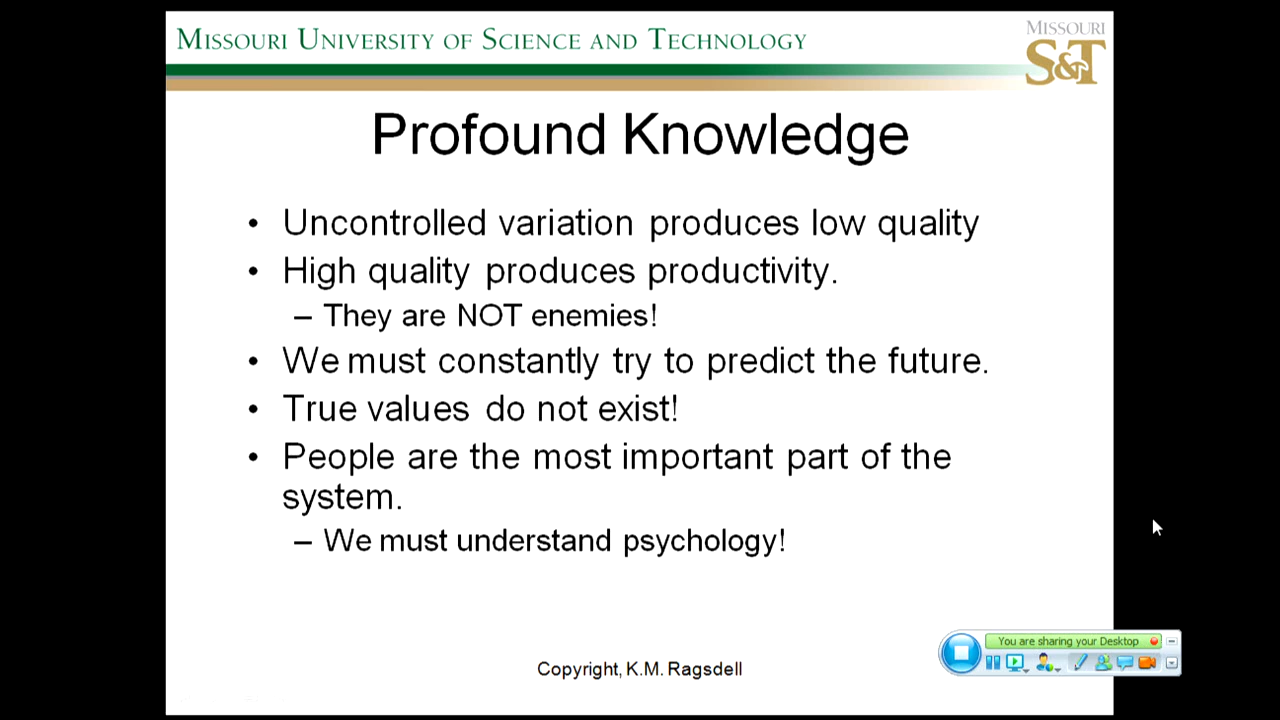 MISSOURI UNIVERSITY OF SCIENCE AND TECHNOLOGY
MISSOURI
S&T
Profound Knowledge
• Uncontrolled variation produces low quality
• High quality produces productivity.
– They are NOT enemies!
• We must constantly try to predict the future.
• True values do not exist!
• People are the most important part of the
system.
– We must understand psychology!
You are sharing your Desktop
Copyright, K.M. Ragsdell